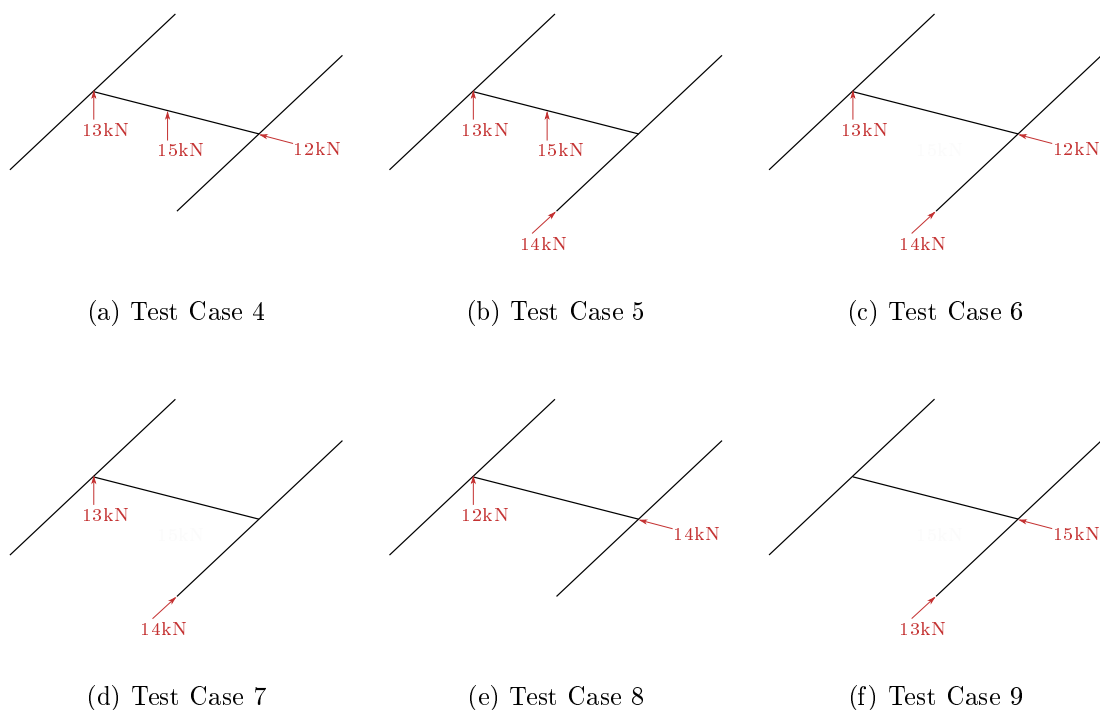 13kN
15kN
12kN
13kN
15kN
14kN
13kN
12kN
14kN
(a) Test Case 4
(b) Test Case 5
(c) Test Case 6
13kN
14kN
12kN
14kN
15kN
13kN
(d) Test Case 7
(e) Test Case 8
(f) Test Case 9